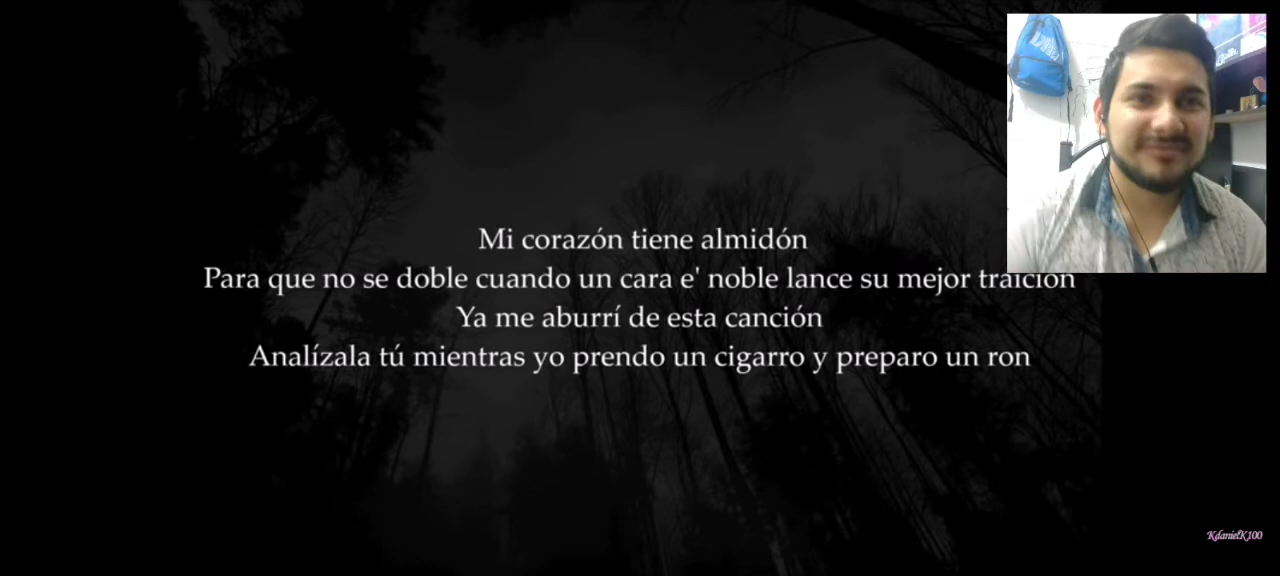 Mi corazón tiene almidón
Para que no se doble cuando un cara e' noble lance su mejor traición
Ya me aburrí de esta canción
Analízala tú mientras yo prendo un cigarro y preparo un ron
KdanielK100